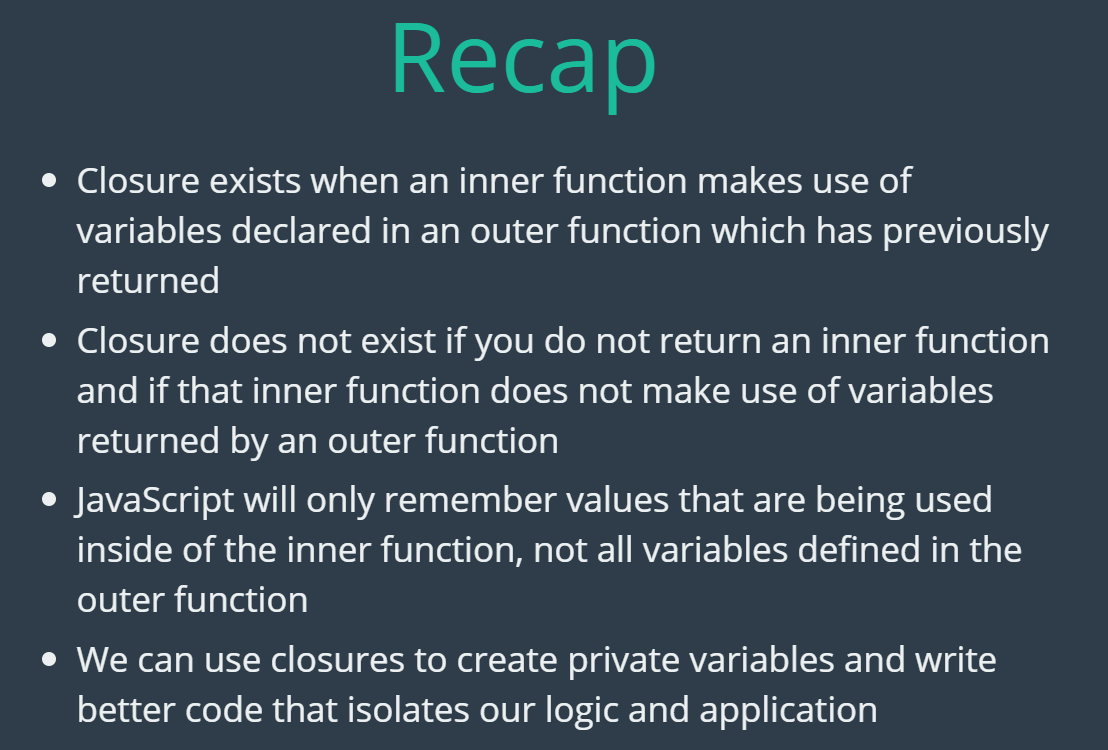 Recap
• Closure exists when an inner function makes use of
variables declared in an outer function which has previously
returned
• Closure does not exist if you do not return an inner function
and if that inner function does not make use of variables
returned by an outer function
• JavaScript will only remember values that are being used
inside of the inner function, not all variables defined in the
outer function
• We can use closures to create private variables and write
better code that isolates our logic and application